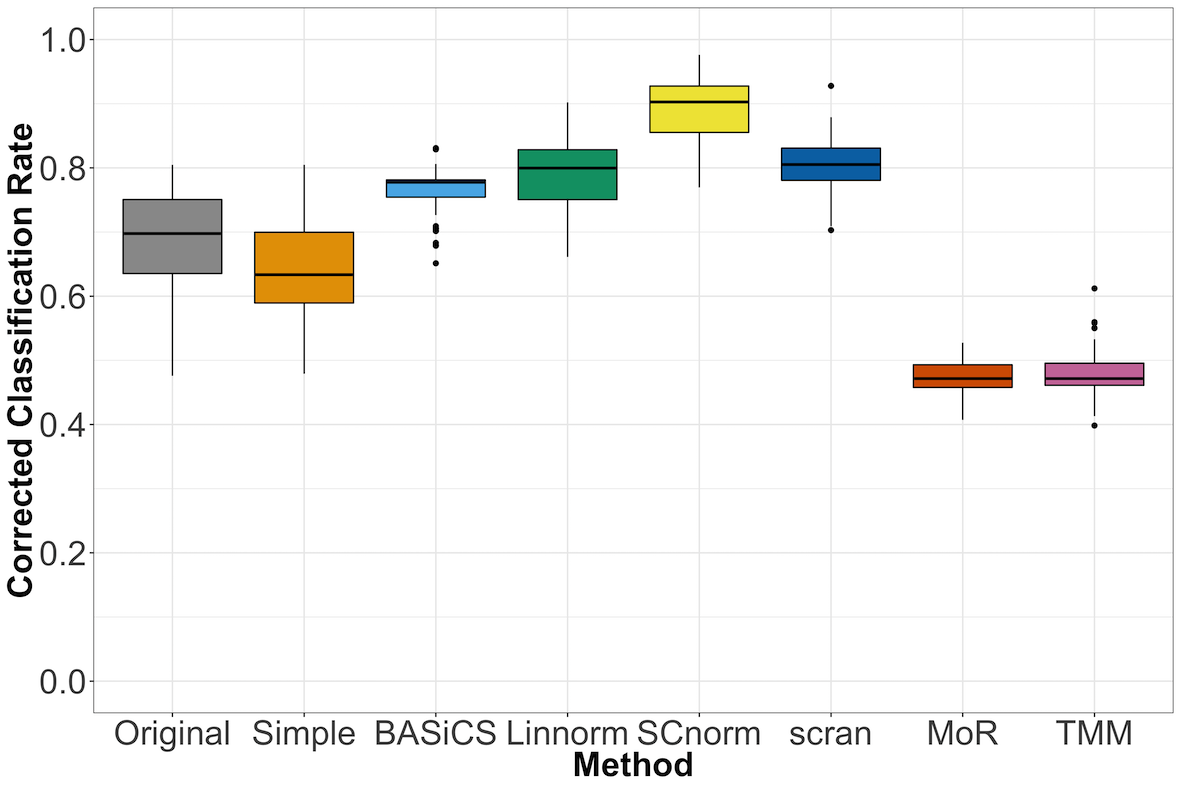 Corrected Classification Rate
1.0
0.8
0.6
0.4
0.2
0.0
Original Simple BASiCS Linnorm SCnorm scran MoR TMM
Method